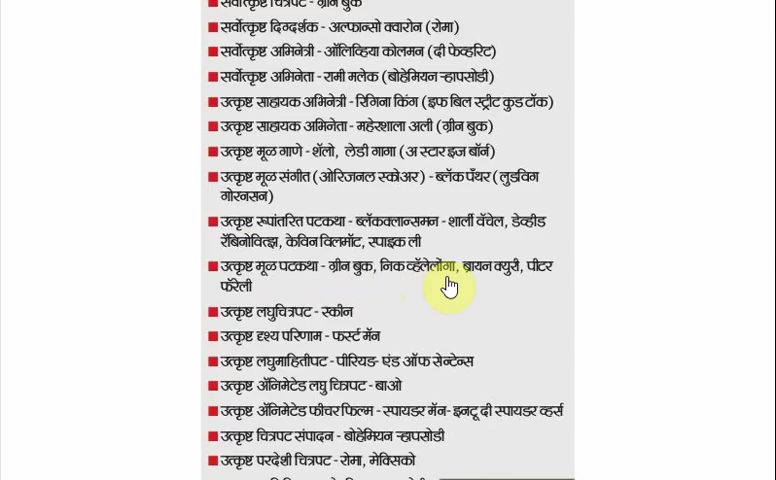 सर्वोत्कृष्ट चित्रपट - ग्रीन बुक
सर्वोत्कृष्ट दिग्दर्शक - अल्फान्सो क्वारोन (रोमा)
सर्वोत्कृष्ट अभिनेत्री - ऑलिव्हिया कोलमन (दी फेव्हरिट)
सर्वोत्कृष्ट अभिनेता - रामी मलेक (बोहेमियन ऱ्हापसोडी)
उत्कृष्ट साहायक अभिनेत्री - रिगिना किंग (इफ बिल स्ट्रीट कुड टॉक)
उत्कृष्ट साहायक अभिनेता - महेरशाला अली (ग्रीन बुक)
उत्कृष्ट मूळ गाणे - शॅलो, लेडी गागा (अ स्टार इज बॉर्न)
उत्कृष्ट मूळ संगीत (ओरिजनल स्कोअर) - ब्लॅक पँथर (लुडविग
गोरनसन)
उत्कृष्ट रूपांतरित पटकथा - ब्लॅकक्लान्समन - शार्ली वॅचेल, डेव्हीड
रॅबिनोवित्झ, केविन विलमॉट, स्पाइक ली
उत्कृष्ट मूळ पटकथा - ग्रीन बुक, निक व्हॅलेलोंगा, ब्रायन क्युरी, पीटर
फॅरेली
उत्कृष्ट लघुचित्रपट - स्कीन
उत्कृष्ट दृश्य परिणाम - फर्स्ट मॅन
उत्कृष्ट लघुमाहितीपट - पीरियड- एंड ऑफ सेन्टेन्स
उत्कृष्ट ॲनिमेटेड लघु चित्रपट - बाओ
उत्कृष्ट ॲनिमेटेड फीचर फिल्म - स्पायडर मॅन- इनटू दी स्पायडर व्हर्स
उत्कृष्ट चित्रपट संपादन - बोहेमियन ऱ्हापसोडी
उत्कृष्ट परदेशी चित्रपट - रोमा, मेक्सिको